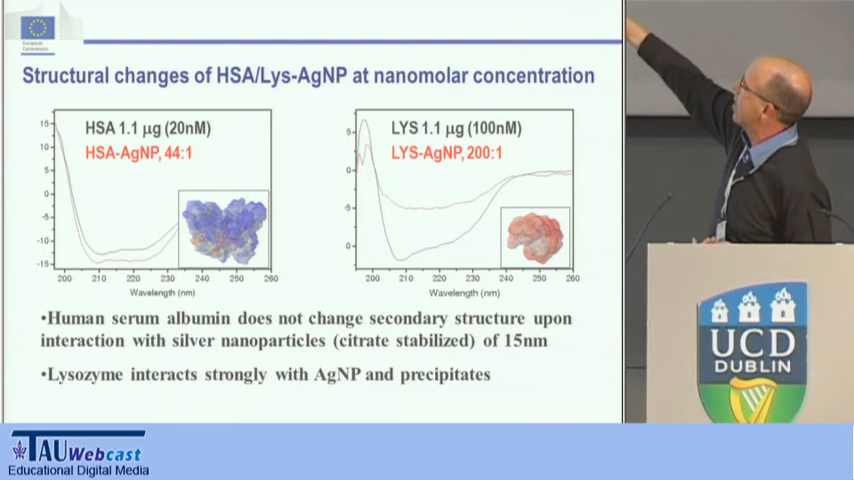 European
Commission
Structural changes of HSA/Lys-AgNP at nanomolar concentration
HSA 1.1 µg (20nM)
HSA-AgNP, 44:1
15
10
5
0
-5
-10
-15
200 210 220 230 240 250 260
Wavelength (nm)
LYS 1.1 µg (100nM)
LYS-AgNP, 200:1
5
0
-5
0
200 210 220 230 240 250 260
Wavelength (nm)
•Human serum albumin does not change secondary structure upon
interaction with silver nanoparticles (citrate stabilized) of 15nm
•Lysozyme interacts strongly with AgNP and precipitates
UCD
DUBLIN
TAU Webcast
Educational Digital Media